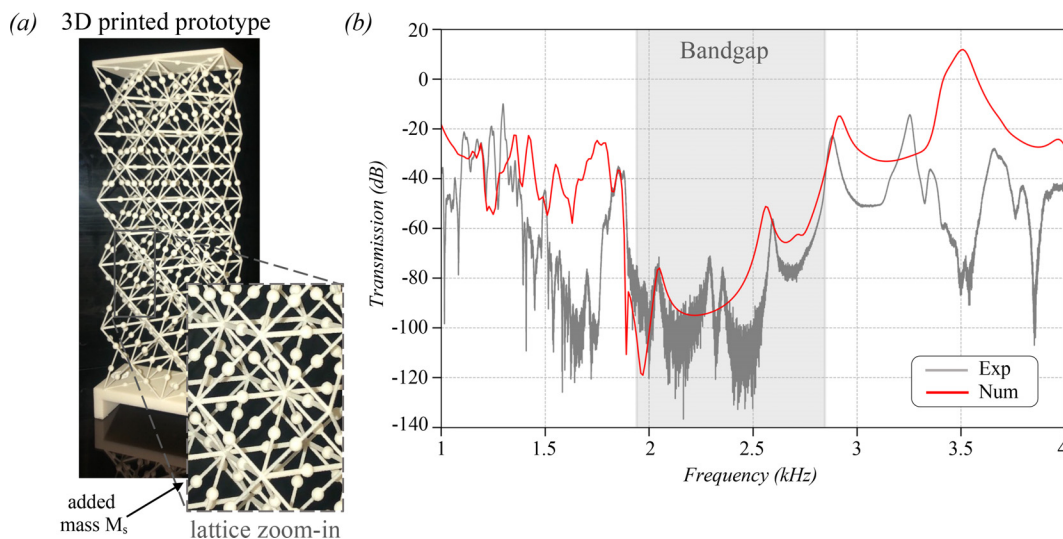 (a) 3D printed prototype
added
mass Mₛ
lattice zoom-in
(b)
Bandgap
Transmission (dB)
20
0
-20
-40
-60
-80
-100
-120
-140
1
1.5
2
2.5
3
3.5
4
Frequency (kHz)
Exp
Num